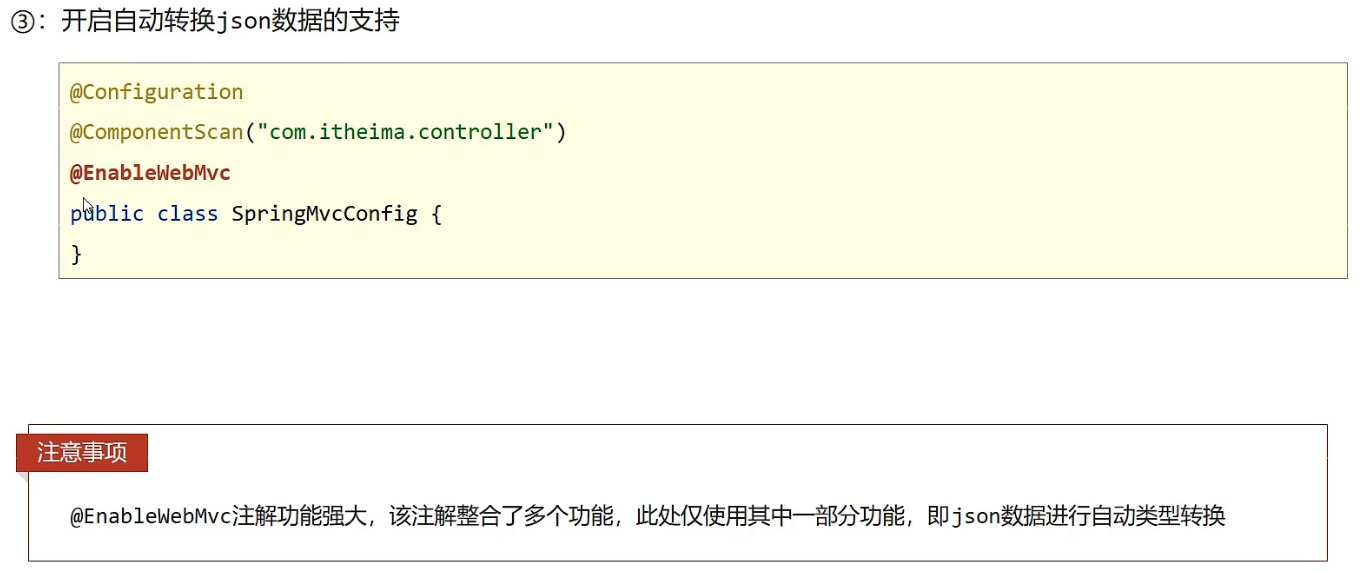 ③：开启自动转换json数据的支持
@Configuration
@ComponentScan("com.itheima.controller")
@EnableWebMvc
public class SpringMvcConfig {
}
注意事项
@EnableWebMvc注解功能强大，该注解整合了多个功能，此处仅使用其中一部分功能，即json数据进行自动类型转换